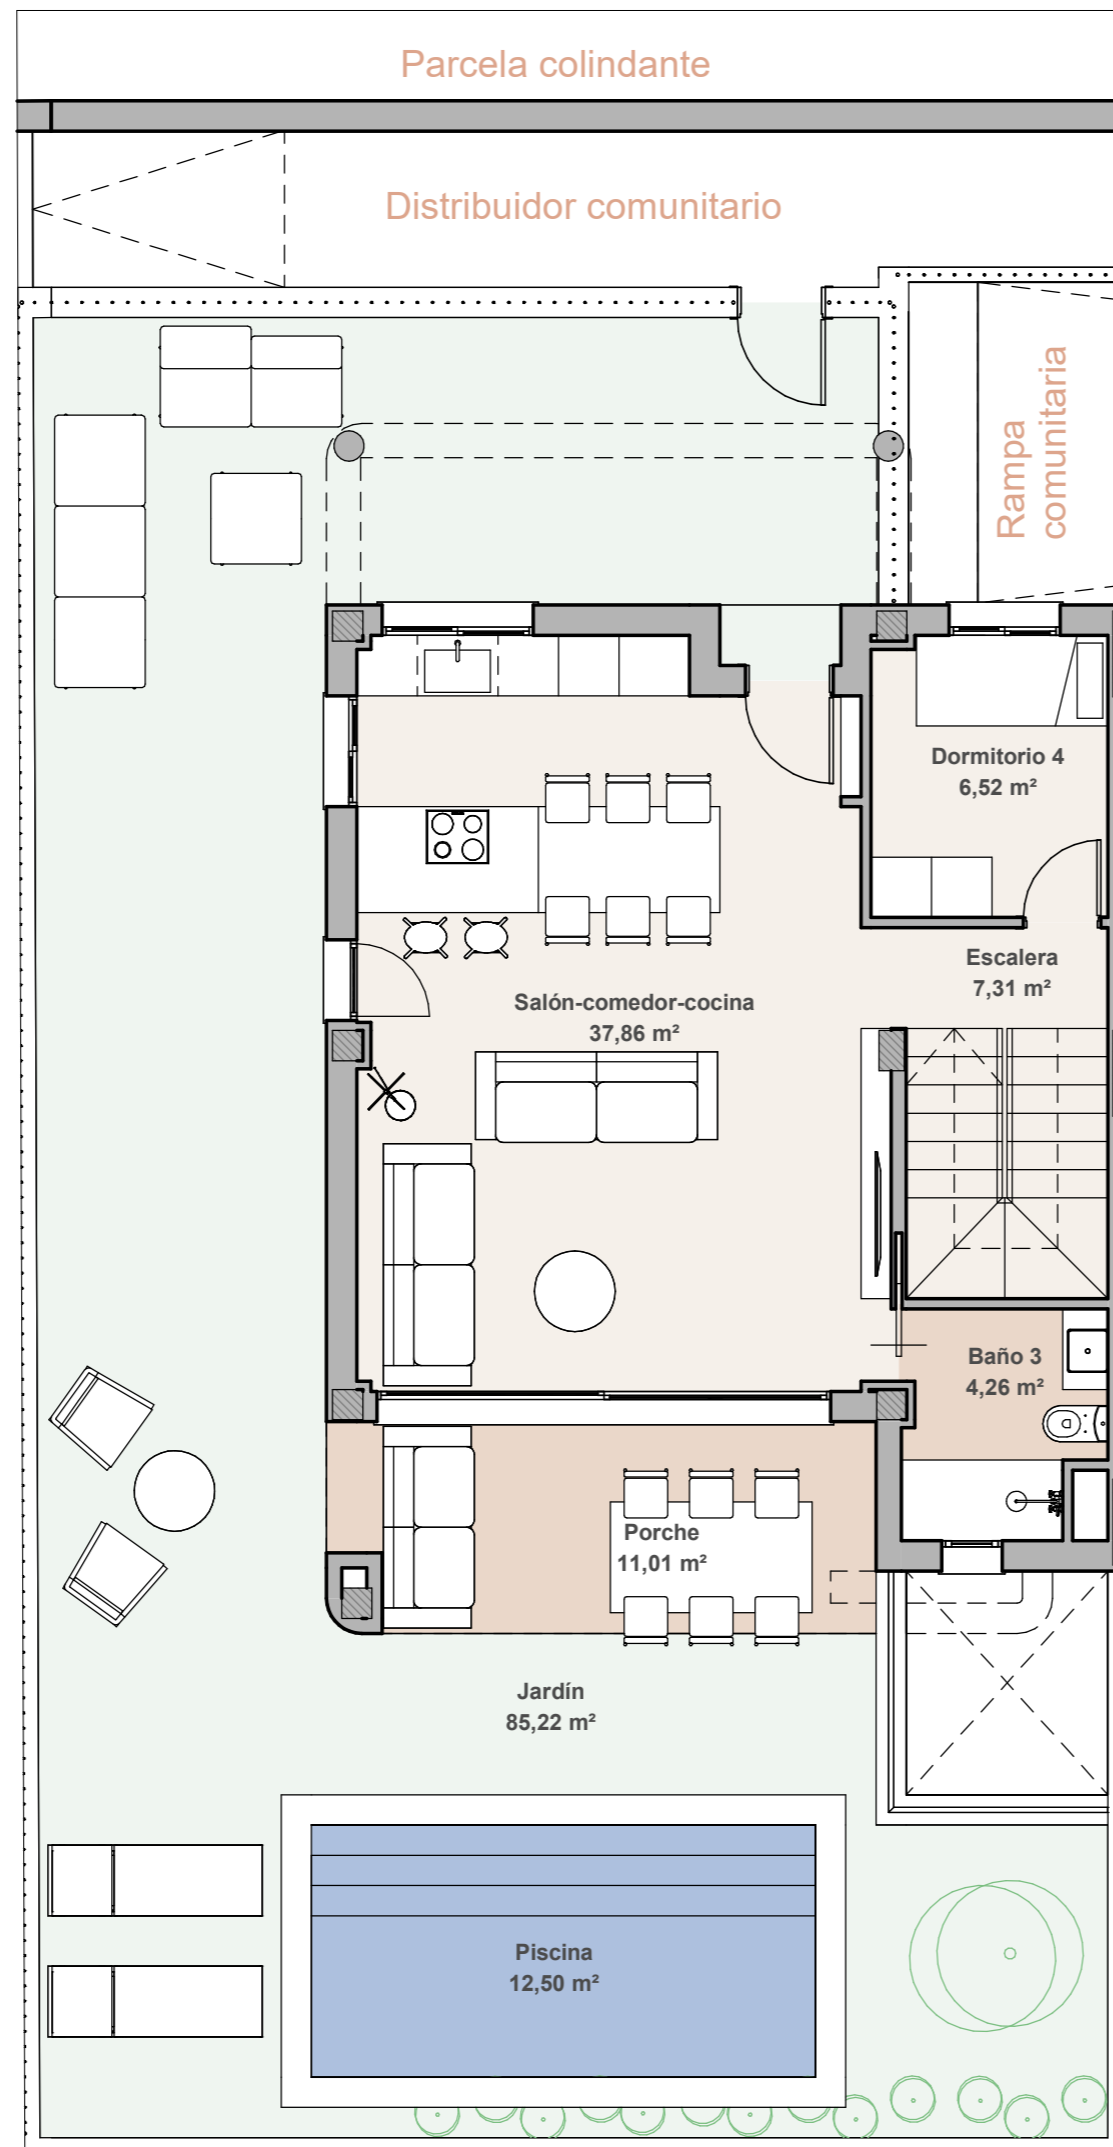 Parcela colindante
Distribuidor comunitario
Rampa
comunitaria
Dormitorio 4
6,52 m²
Escalera
7,31 m²
Salón-comedor-cocina
37,86 m²
Baño 3
4,26 m²
Porche
11,01 m²
Jardín
85,22 m²
Piscina
12,50 m²